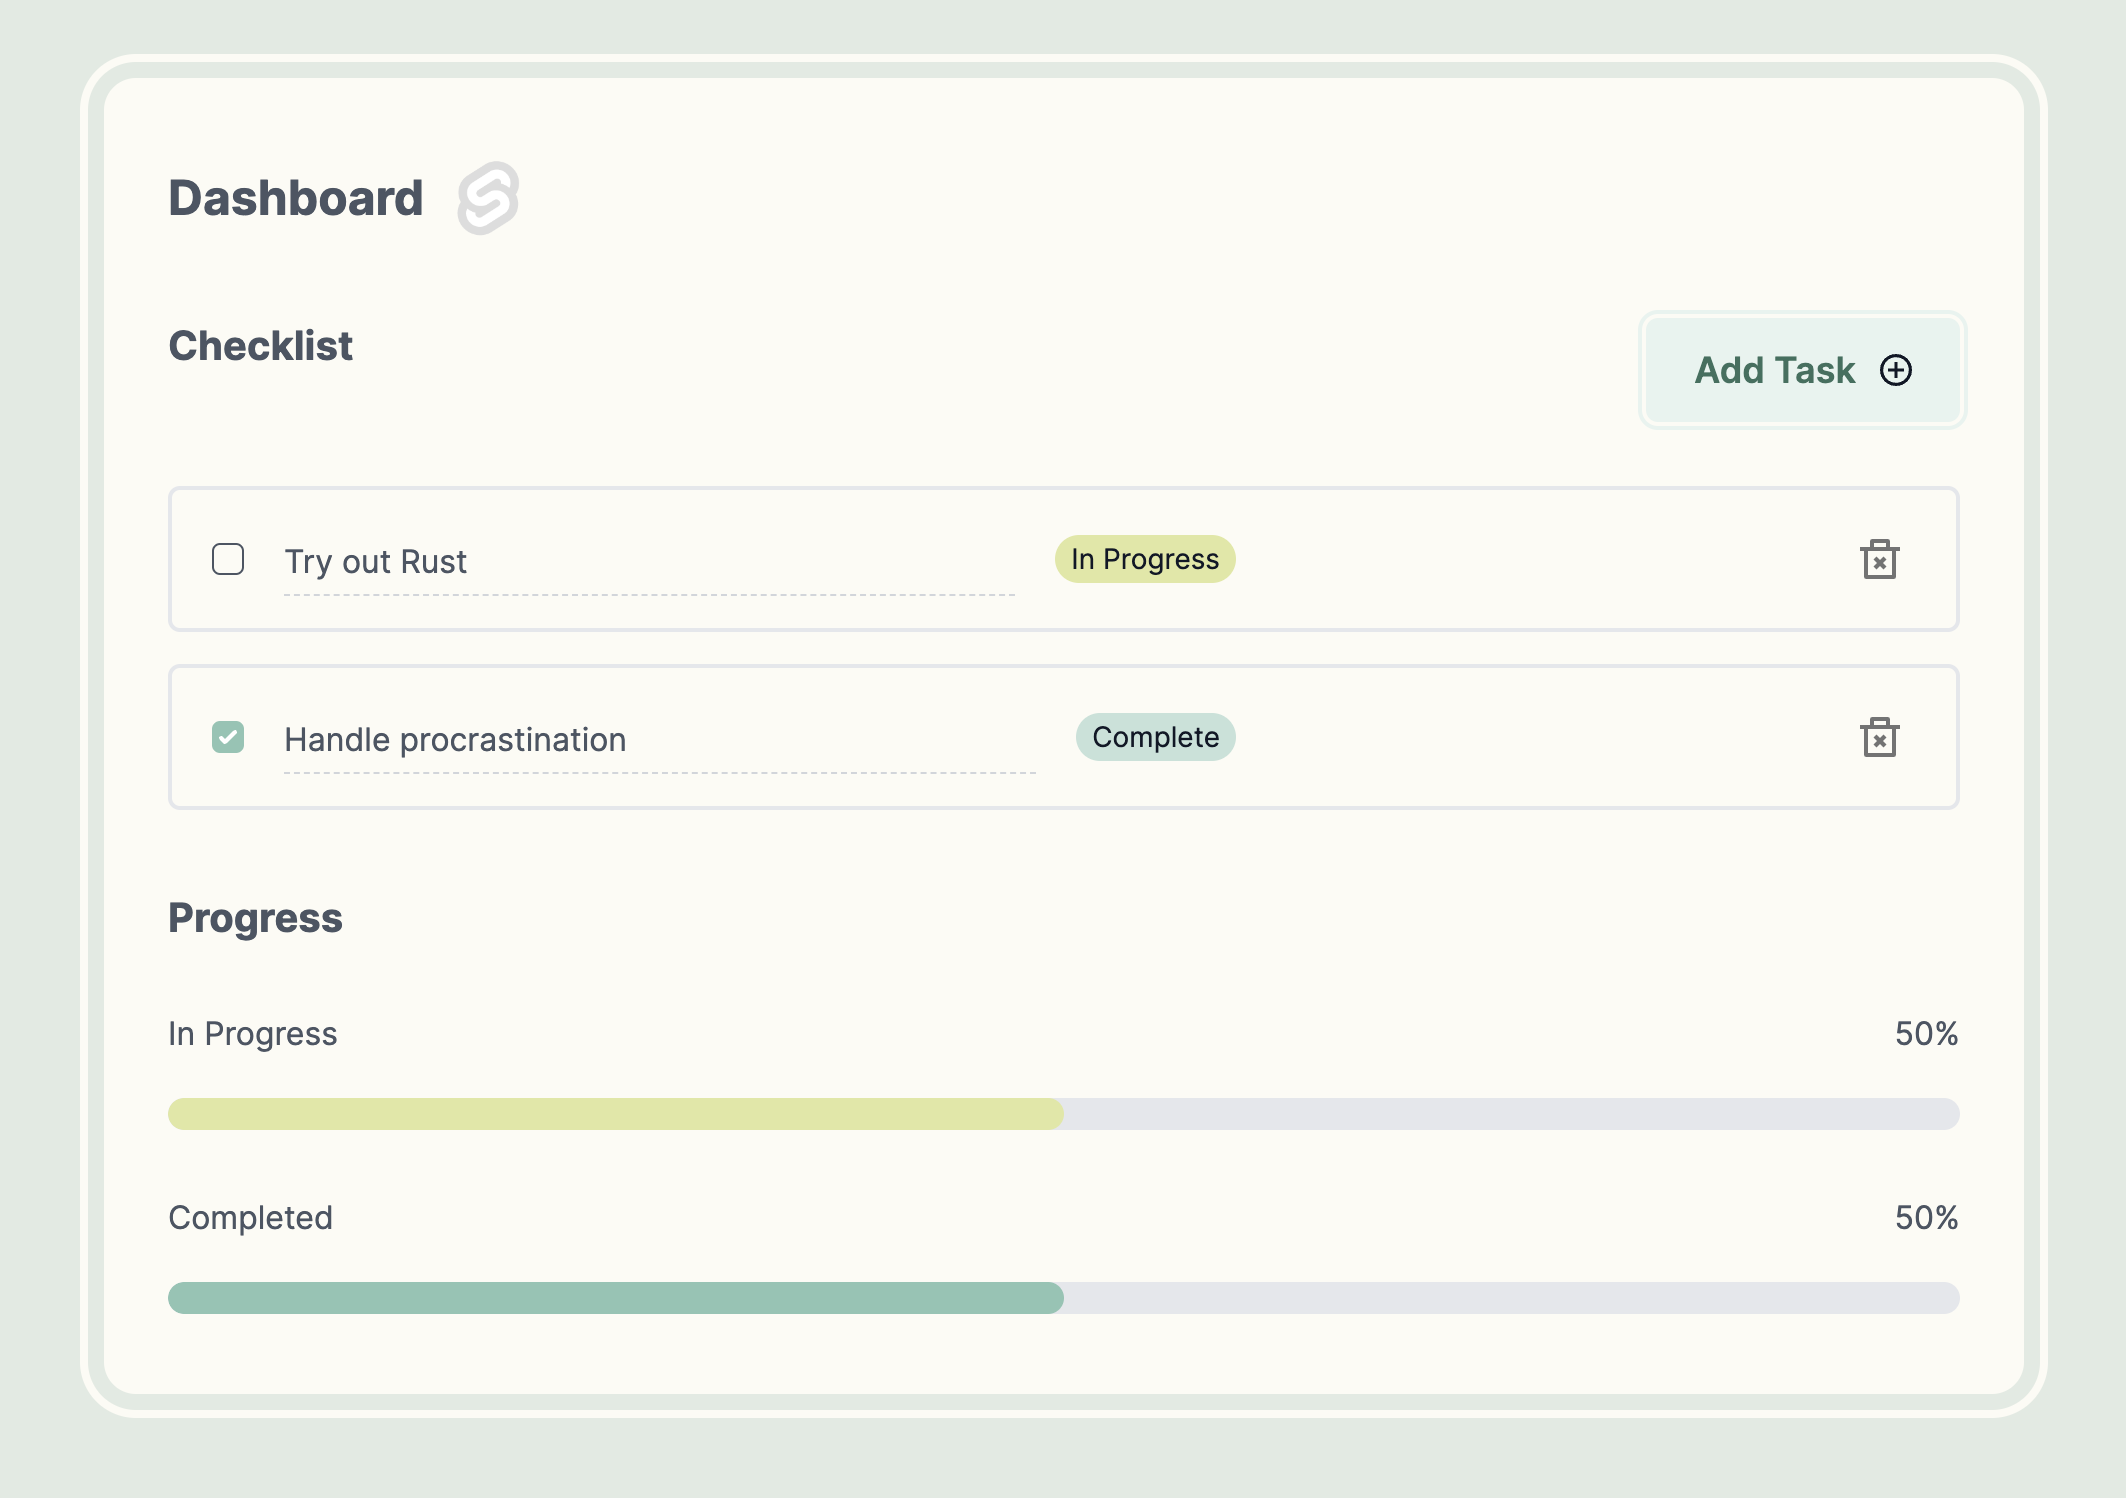 Dashboard
Checklist
Add Task
Try out Rust
In Progress
Handle procrastination
Complete
Progress
In Progress
50%
Completed
50%